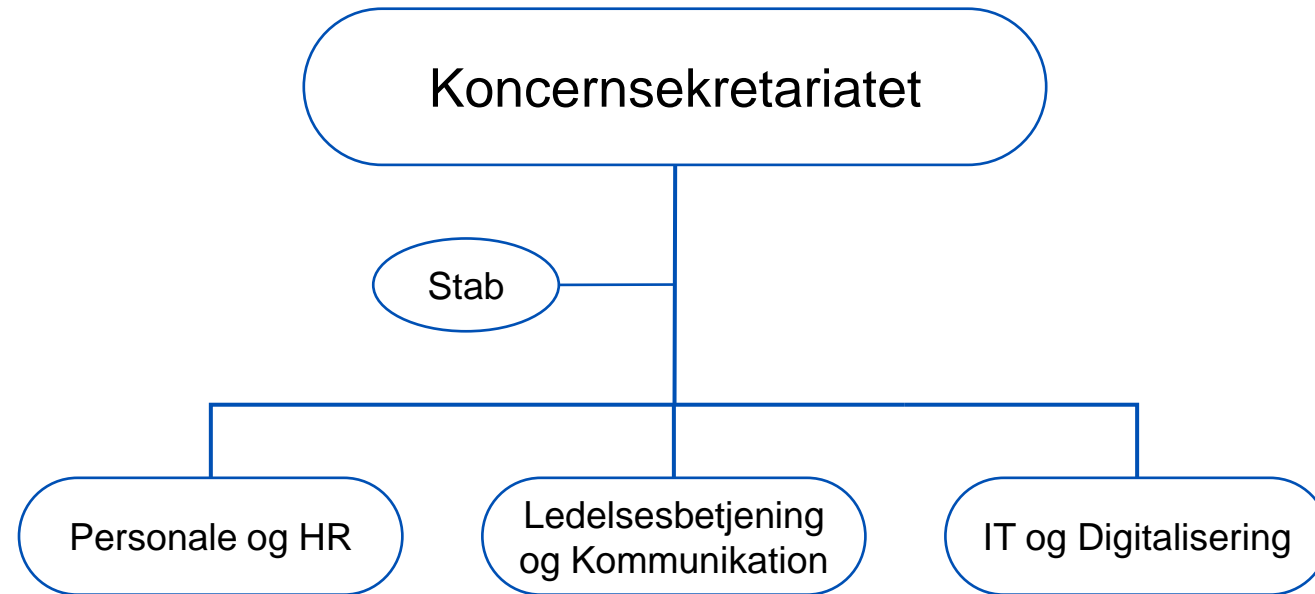 Koncernsekretariatet
Stab
Personale og HR
Ledelsesbetjening
og Kommunikation
IT og Digitalisering